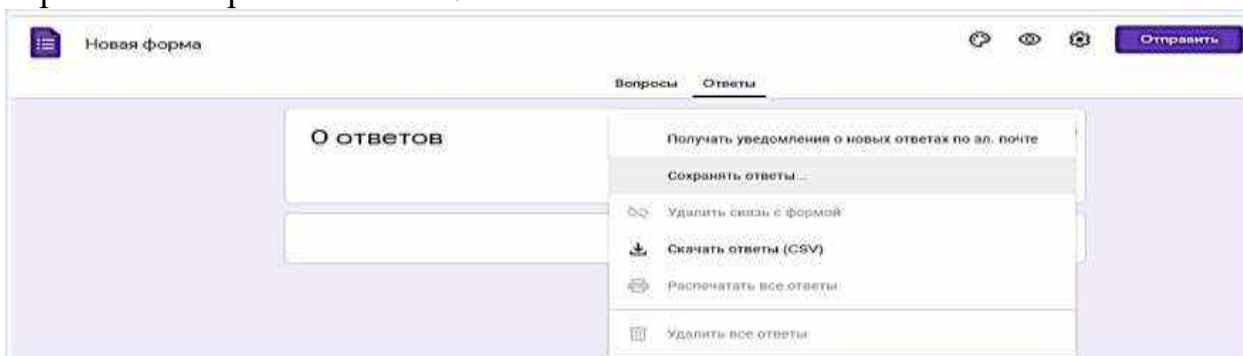 Новая форма
Отправить
Вопросы Ответы
0 ответов
Получать уведомления о новых ответах по эл. почте
Сохранять ответы...
Удалить связь с формой
Скачать ответы (CSV)
Распечатать все ответы
Удалить все ответы